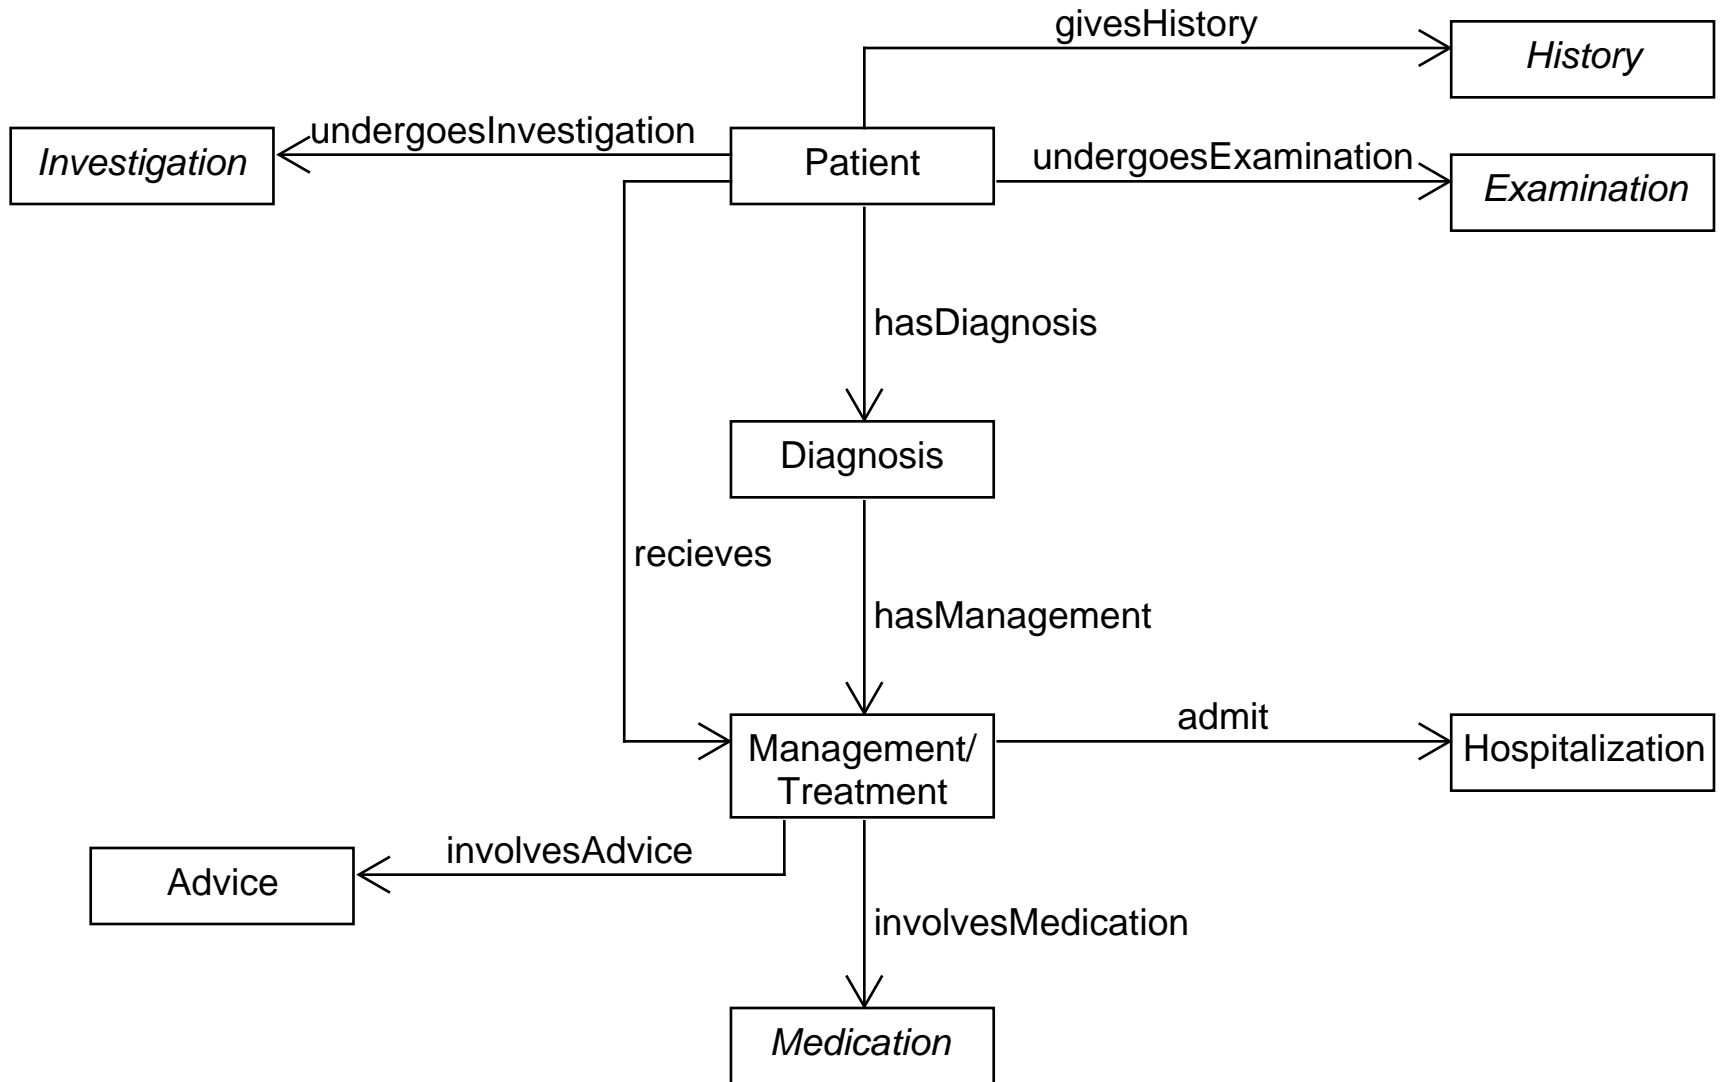 givesHistory
History
undergoesInvestigation
Investigation
Patient
undergoesExamination
Examination
hasDiagnosis
Diagnosis
recieves
hasManagement
Management/
Treatment
admit
Hospitalization
involvesAdvice
Advice
involvesMedication
Medication